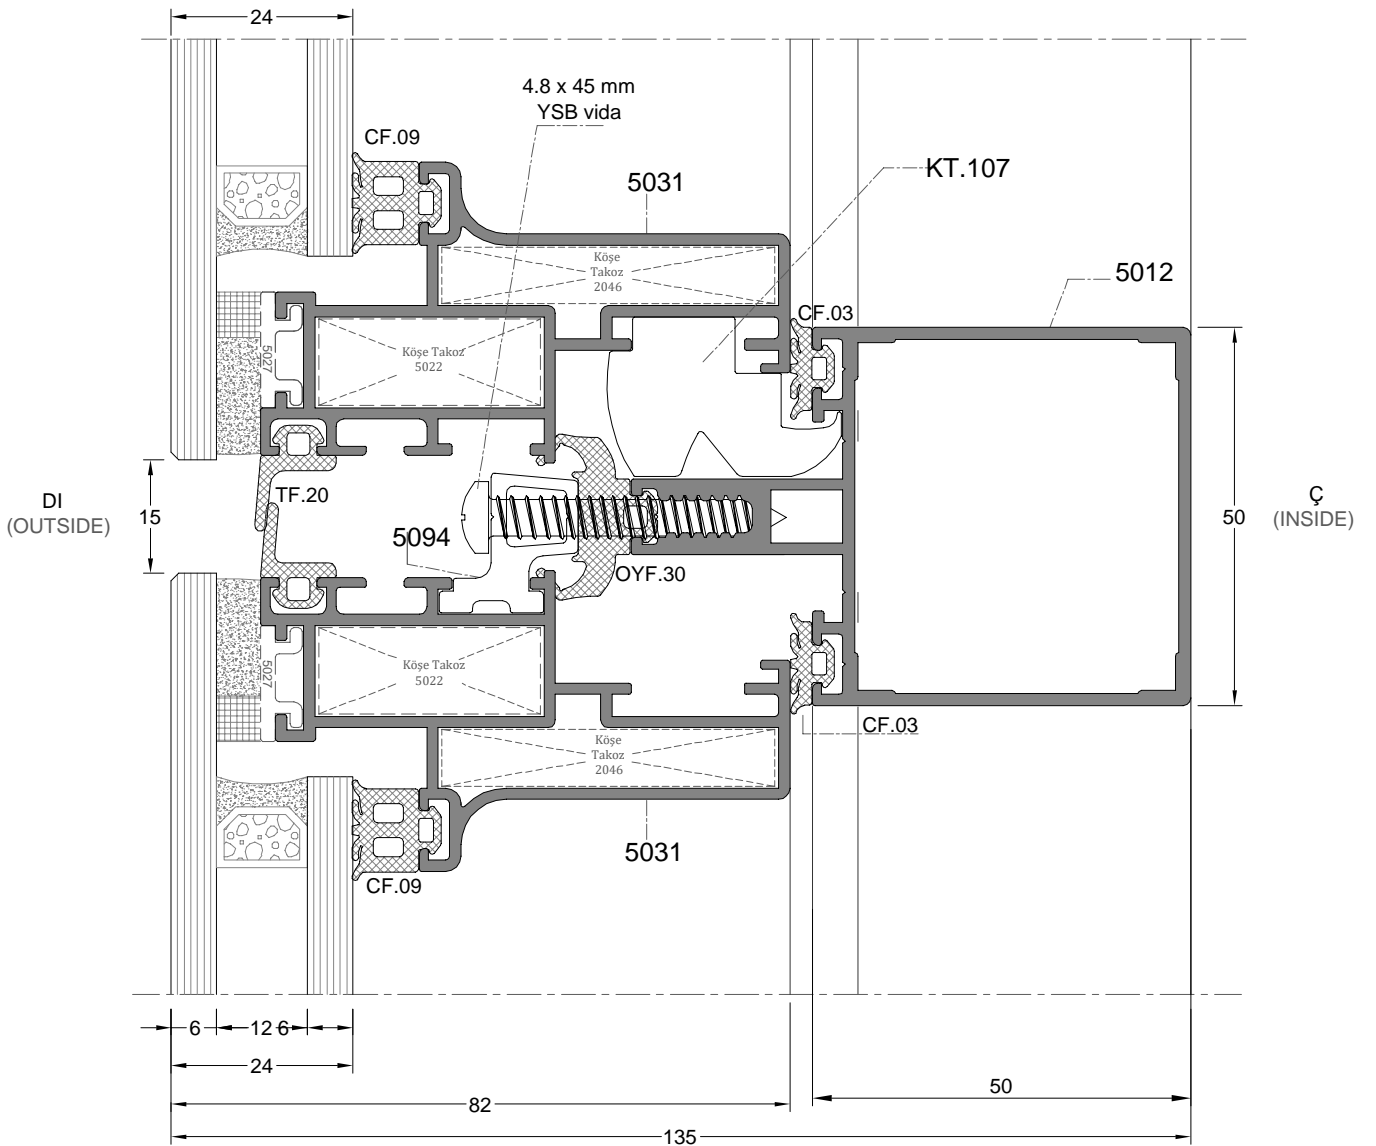 24
4.8 x 45 mm
YSB vida
CF.09
5031
KT.107
Köşe
Takoz
2046
5012
CF.03
Köşe Takoz
5022
5027
TF.20
DI
(OUTSIDE)
15
5094
OYF.30
50
Ç
(INSIDE)
Köşe Takoz
5022
5027
CF.03
Köşe
Takoz
2046
5031
CF.09
6
12
6
24
82
50
135